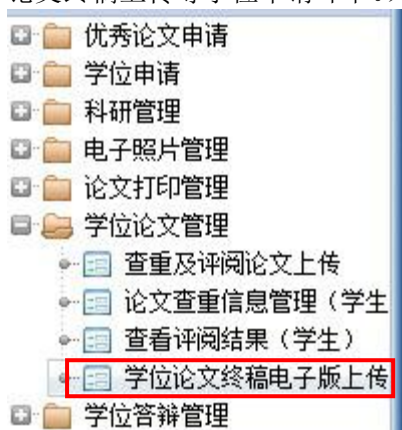 优秀论文申请
学位申请
科研管理
电子照片管理
论文打印管理
学位论文管理
查重及评阅论文上传
论文查重信息管理（学生
查看评阅结果（学生）
学位论文终稿电子版上传
学位答辩管理